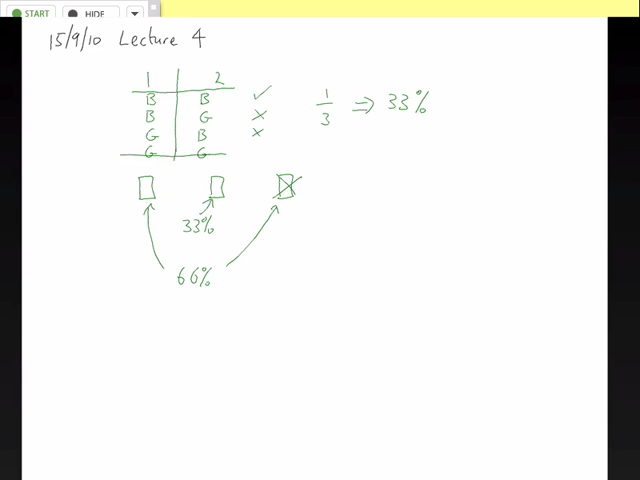 START HIDE
15/9/10 Lecture 4
1 2
B B ✓ 1/3 ⇒ 33%
B G ×
G B ×
G G
33%
66%